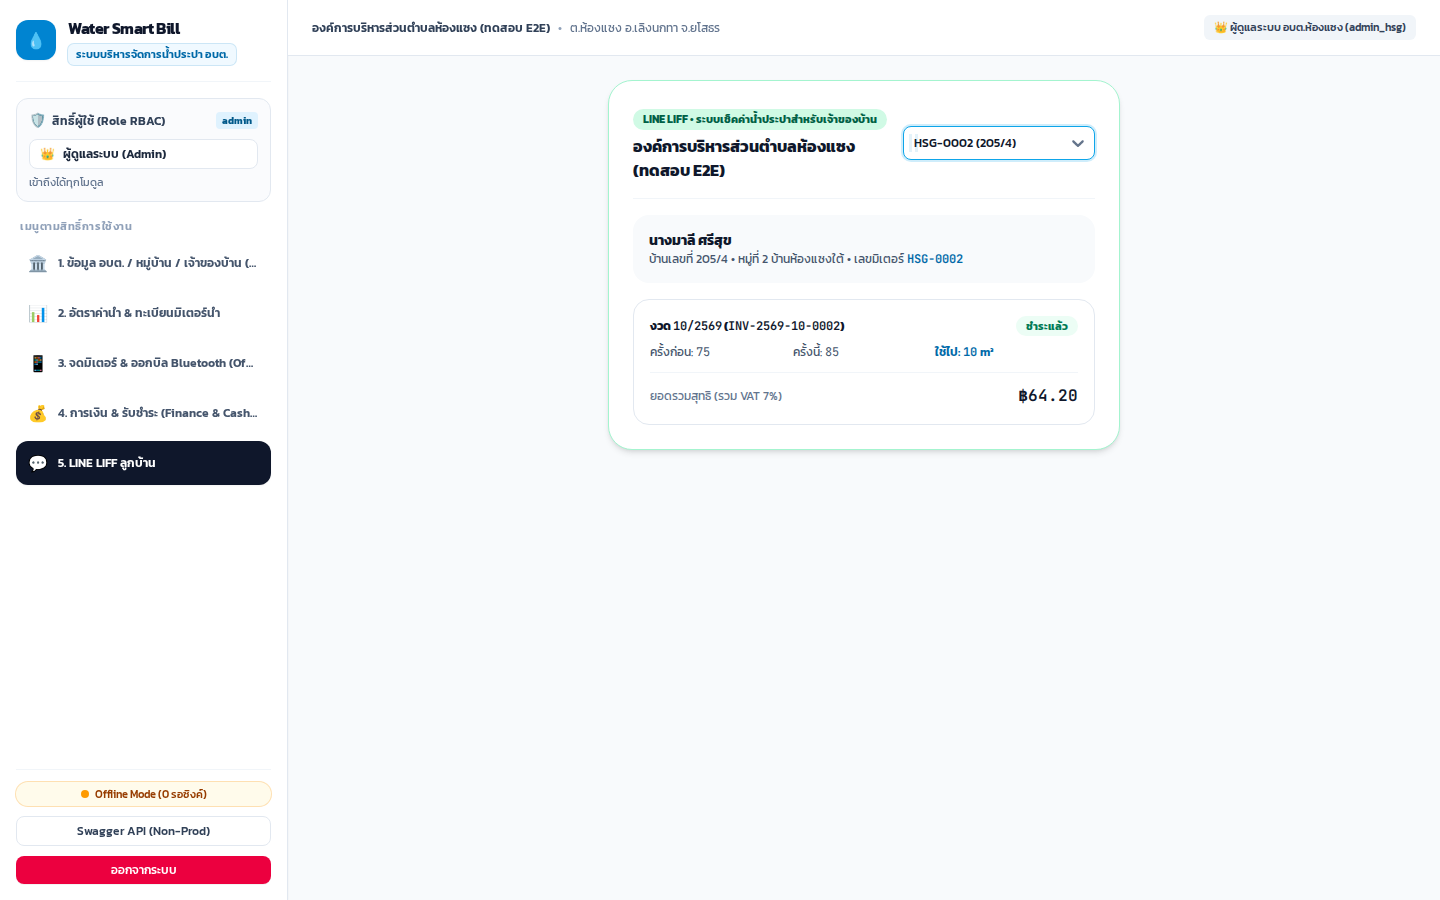 Water Smart Bill
ระบบบริหารจัดการน้ำประปา อบต.
สิทธิ์ผู้ใช้ (Role RBAC)
admin
ผู้ดูแลระบบ (Admin)
เข้าถึงได้ทุกโมดูล
เมนูตามสิทธิ์การใช้งาน
1. ข้อมูล อบต. / หมู่บ้าน / เจ้าของบ้าน (...
2. อัตราค่าน้ำ & ทะเบียนมิเตอร์น้ำ
3. จดมิเตอร์ & ออกบิล Bluetooth (Of...
4. การเงิน & รับชำระ (Finance & Cash...
5. LINE LIFF ลูกบ้าน
Offline Mode (0 รอซิงค์)
Swagger API (Non-Prod)
ออกจากระบบ
องค์การบริหารส่วนตำบลห้องแซง (ทดสอบ E2E) • ต.ห้องแซง อ.เลิงนกทา จ.ยโสธร
ผู้ดูแลระบบ อบต.ห้องแซง (admin_hsg)
LINE LIFF • ระบบเช็คค่าน้ำประปาสำหรับเจ้าของบ้าน
องค์การบริหารส่วนตำบลห้องแซง
(ทดสอบ E2E)
HSG-0002 (205/4)
นางมาลี ศรีสุข
บ้านเลขที่ 205/4 • หมู่ที่ 2 บ้านห้องแซงใต้ • เลขมิเตอร์ HSG-0002
งวด 10/2569 (INV-2569-10-0002)
ชำระแล้ว
ครั้งก่อน: 75
ครั้งนี้: 85
ใช้ไป: 10 m³
ยอดรวมสุทธิ (รวม VAT 7%)
฿64.20